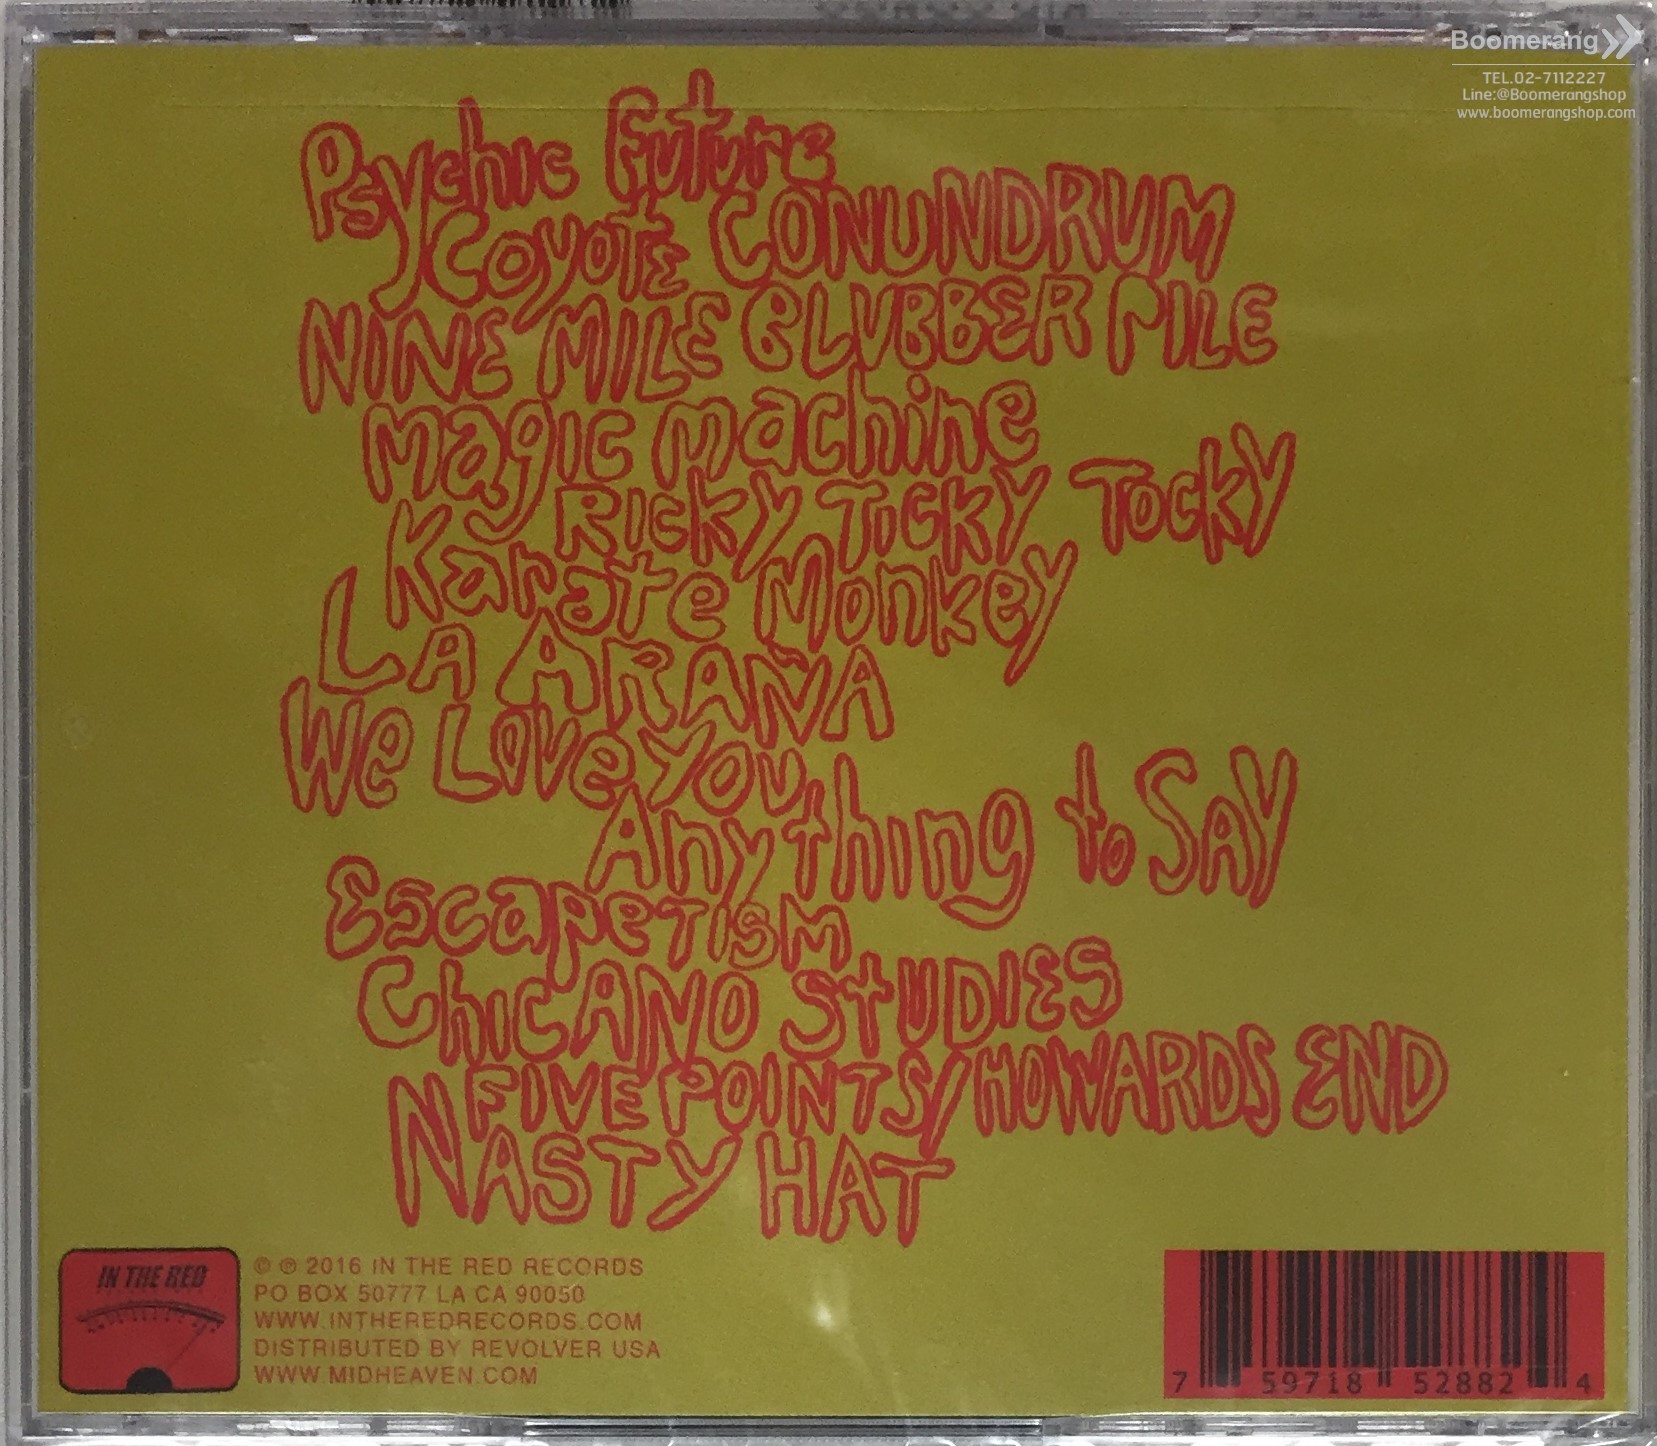 Boomerang
TEL.02-7112227
Line:@Boomerangshop
www.boomerangshop.com
Psychic Future
COYOTE CONUNDRUM
NINE MILE BLUBBER PILE
magic machine
RICKY TICKY TOCKY
Karate Monkey
LA ARAÑA
We Love you
Anything to SAY
EscapeTISM
ChICANO StUDIES
FIVE POINTS/HOWARDS END
NASTY HAT
IN THE RED
© ℗ 2016 IN THE RED RECORDS
PO BOX 50777 LA CA 90050
WWW.INTHEREDRECORDS.COM
DISTRIBUTED BY REVOLVER USA
WWW.MIDHEAVEN.COM
7 59718 52882 4